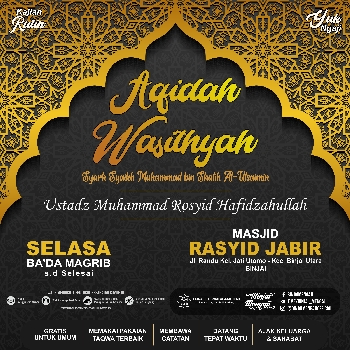 Kajian
Rutin
Yuk
Ngaji
Aqidah
Wasithyah
Syarh Syaikh Muhammad bin Shalih Al-Utsaimin
Ustadz Muhammad Rosyid Hafidzahullah
SELASA
BA'DA MAGRIB
s.d Selesai
MASJID
RASYID JABIR
Jl. Randu Kel. Jati Utomo - Kec. Binjai Utara
BINJAI
GRATIS
UNTUK UMUM
MEMAKAI PAKAIAN
TAQWA TERBAIK
MEMBAWA
CATATAN
DATANG
TEPAT WAKTU
AJAK KELUARGA
& SAHABAT